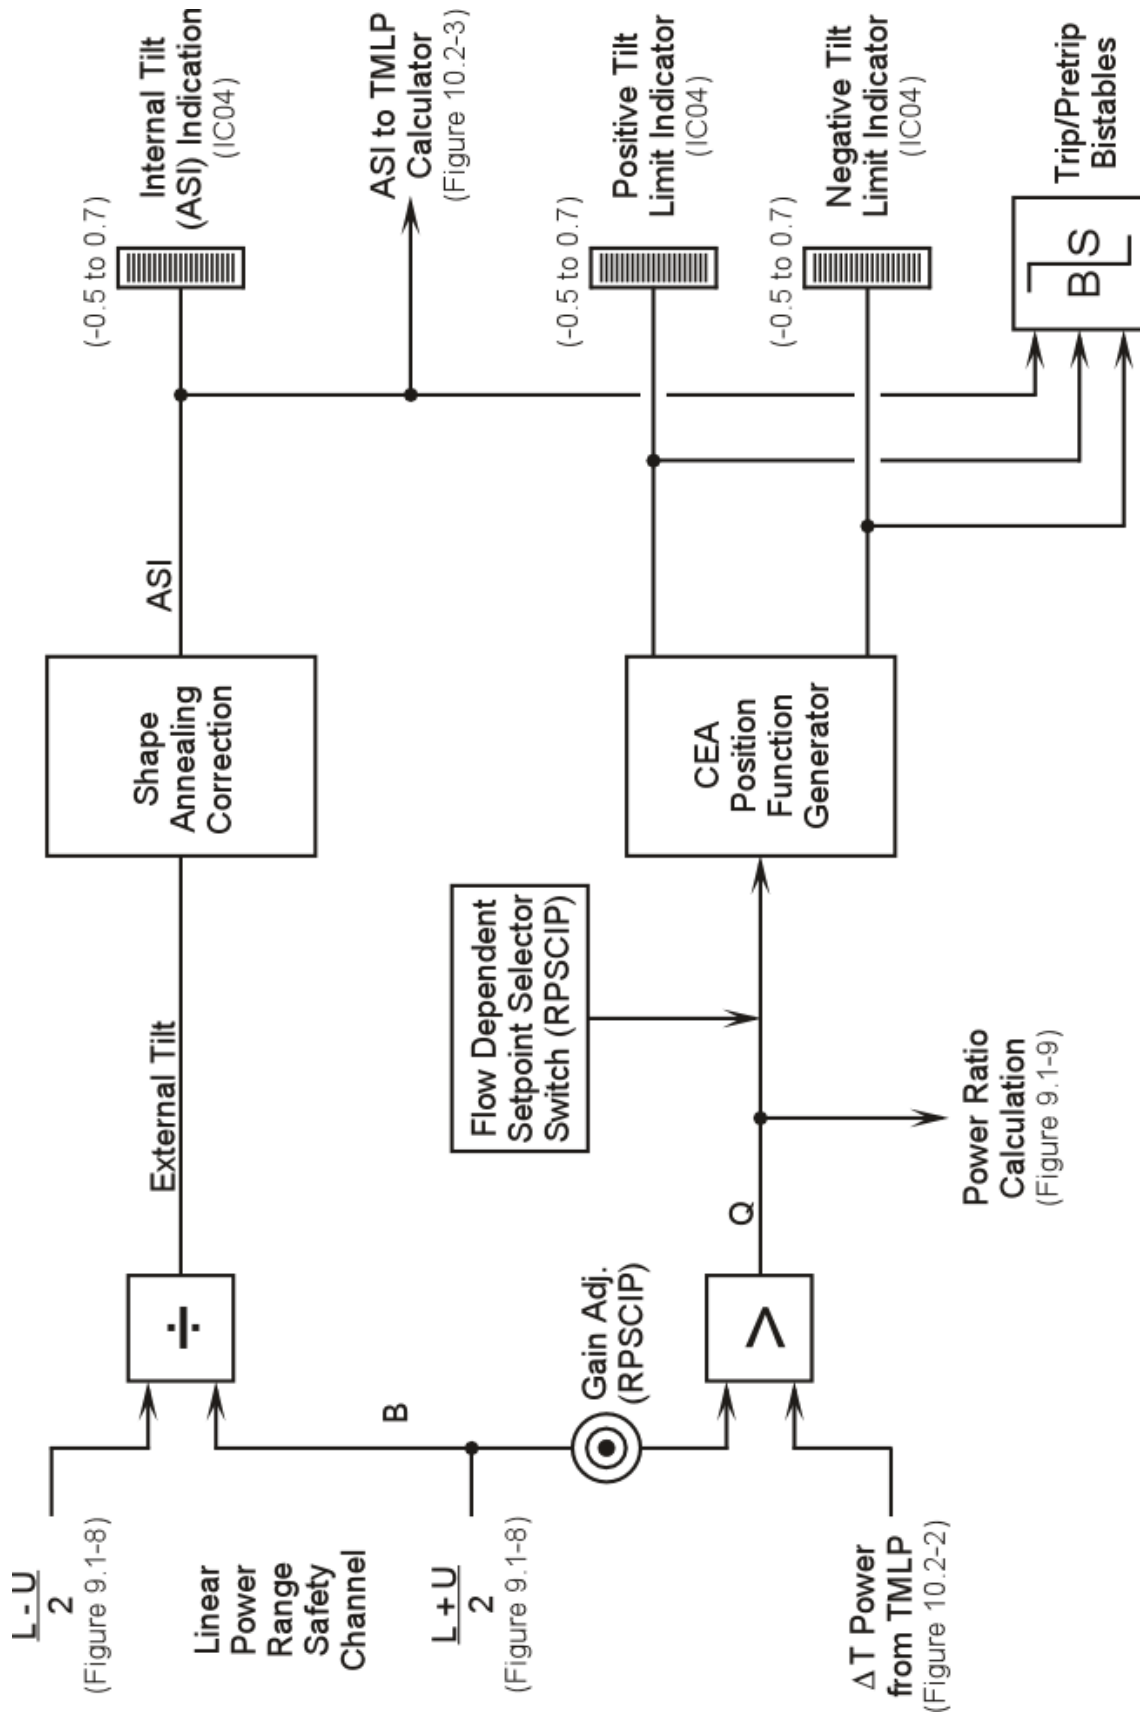 L - U
2
(Figure 9.1-8)
Linear
Power
Range
Safety
Channel
L + U
2
(Figure 9.1-8)
Δ T Power
from TMLP
(Figure 10.2-2)
B
÷
Gain Adj.
(RPSCIP)
>
External Tilt
Q
Power Ratio
Calculation
(Figure 9.1-9)
Flow Dependent
Setpoint Selector
Switch (RPSCIP)
Shape
Annealing
Correction
CEA
Position
Function
Generator
ASI
(-0.5 to 0.7)
Internal Tilt
(ASI) Indication
(IC04)
ASI to TMLP
Calculator
(Figure 10.2-3)
(-0.5 to 0.7)
Positive Tilt
Limit Indicator
(IC04)
(-0.5 to 0.7)
Negative Tilt
Limit Indicator
(IC04)
B S
Trip/Pretrip
Bistables